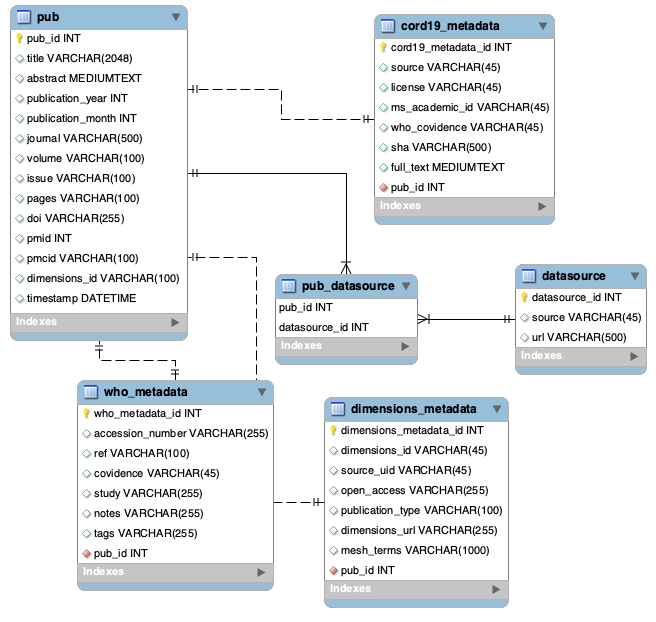 pub
pub_id INT
title VARCHAR(2048)
abstract MEDIUMTEXT
publication_year INT
publication_month INT
journal VARCHAR(500)
volume VARCHAR(100)
issue VARCHAR(100)
pages VARCHAR(100)
doi VARCHAR(255)
pmid INT
pmcid VARCHAR(100)
dimensions_id VARCHAR(100)
timestamp DATETIME
Indexes
cord19_metadata
cord19_metadata_id INT
source VARCHAR(45)
license VARCHAR(45)
ms_academic_id VARCHAR(45)
who_covidence VARCHAR(45)
sha VARCHAR(500)
full_text MEDIUMTEXT
pub_id INT
Indexes
pub_datasource
pub_id INT
datasource_id INT
Indexes
datasource
datasource_id INT
source VARCHAR(45)
url VARCHAR(500)
Indexes
who_metadata
who_metadata_id INT
accession_number VARCHAR(255)
ref VARCHAR(100)
covidence VARCHAR(45)
study VARCHAR(255)
notes VARCHAR(255)
tags VARCHAR(255)
pub_id INT
Indexes
dimensions_metadata
dimensions_metadata_id INT
dimensions_id VARCHAR(45)
source_uid VARCHAR(45)
open_access VARCHAR(255)
publication_type VARCHAR(100)
dimensions_url VARCHAR(255)
mesh_terms VARCHAR(1000)
pub_id INT
Indexes